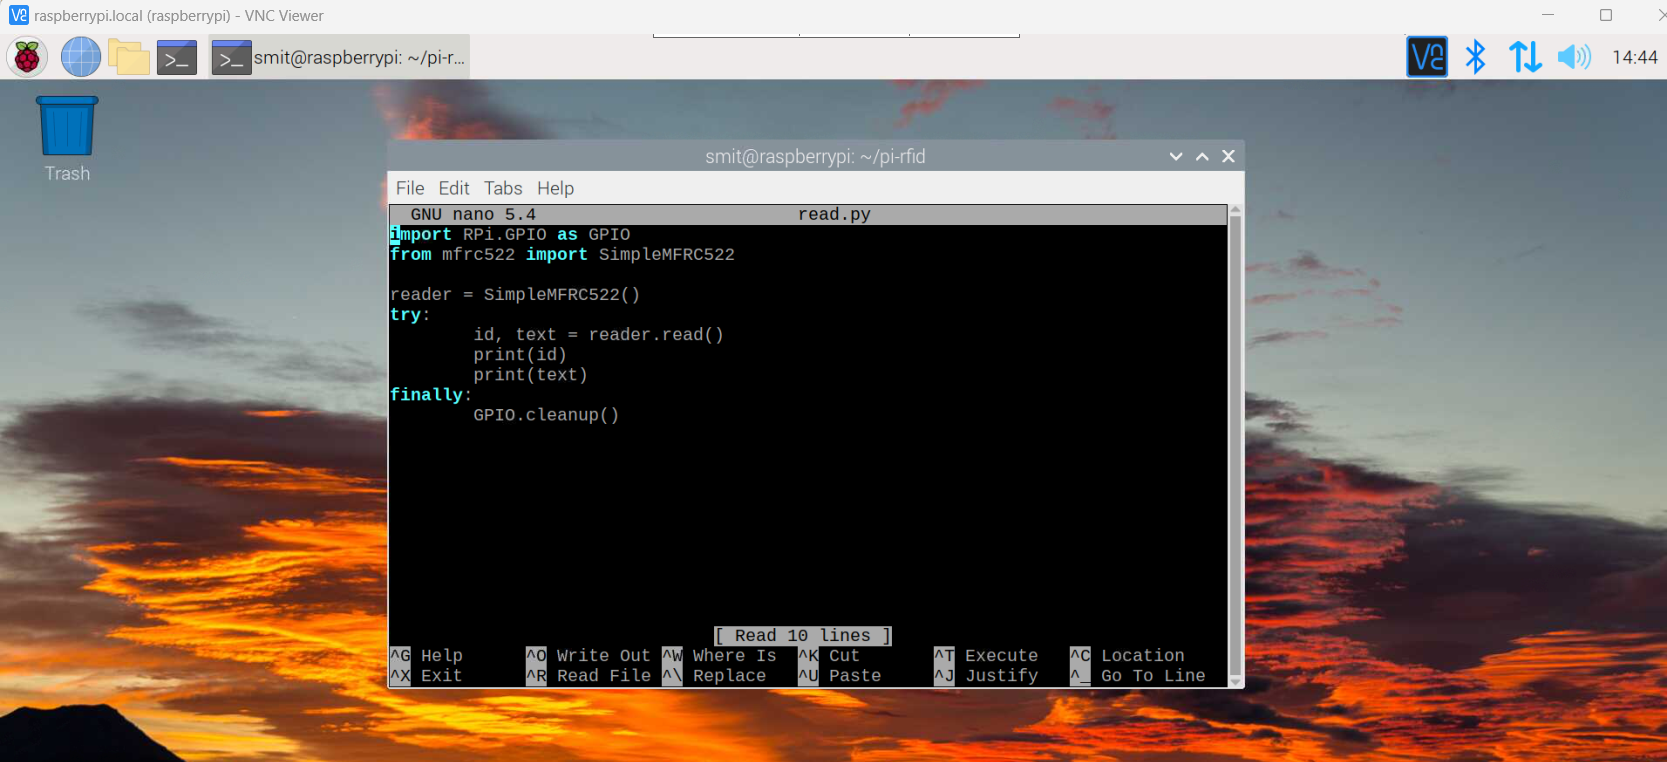 raspberrypi.local (raspberrypi) - VNC Viewer
smit@raspberrypi: ~/pi-r...
14:44
Trash
smit@raspberrypi: ~/pi-rfid
File Edit Tabs Help
GNU nano 5.4 read.py
import RPi.GPIO as GPIO
from mfrc522 import SimpleMFRC522
reader = SimpleMFRC522()
try:
        id, text = reader.read()
        print(id)
        print(text)
finally:
        GPIO.cleanup()
[ Read 10 lines ]
^G Help ^O Write Out ^W Where Is ^K Cut ^T Execute ^C Location
^X Exit ^R Read File ^\ Replace ^U Paste ^J Justify ^_ Go To Line